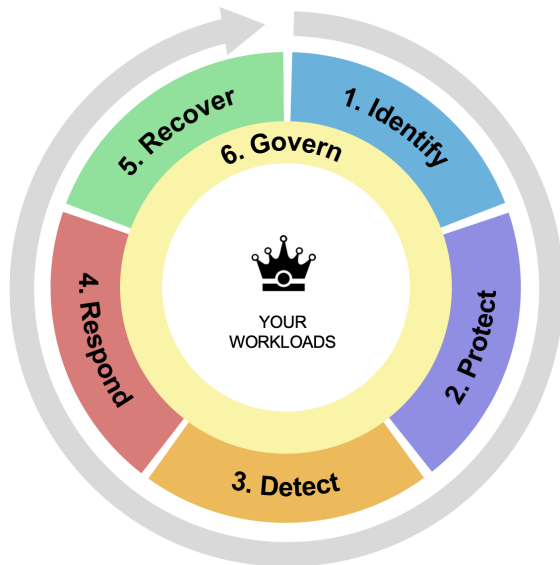 1. Identify
2. Protect
3. Detect
4. Respond
5. Recover
6. Govern
YOUR
WORKLOADS